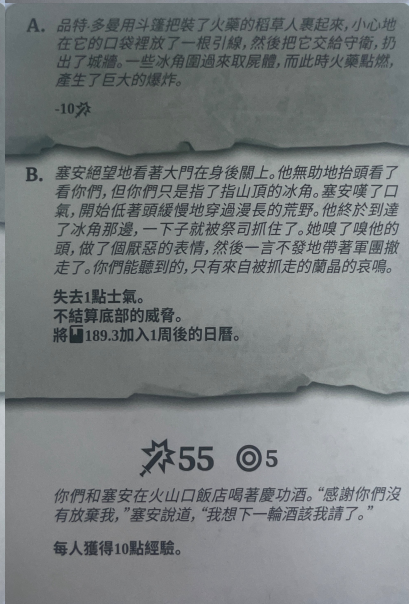 A. 品特·多曼用斗篷把裝了火藥的稻草人裹起來，小心地
在它的口袋裡放了一根引線，然後把它交給守衛，扔
出了城牆。一些冰角圍過來取屍體，而此時火藥點燃，
產生了巨大的爆炸。
-10
B. 塞安絕望地看著大門在身後關上。他無助地抬頭看了
看你們，但你們只是指了指山頂的冰角。塞安嘆了口
氣，開始低著頭緩慢地穿過漫長的荒野。他終於到達
了冰角那邊，一下子就被祭司抓住了。她嗅了嗅他的
頭，做了個厭惡的表情，然後一言不發地帶著軍團撤
走了。你們能聽到的，只有來自被抓走的蘭晶的哀鳴。
失去1點士氣。
不結算底部的威脅。
將189.3加入1周後的日曆。
55 5
你們和塞安在火山口飯店喝著慶功酒。“感謝你們沒
有放棄我，”塞安說道，“我想下一輪酒該我請了。”
每人獲得10點經驗。